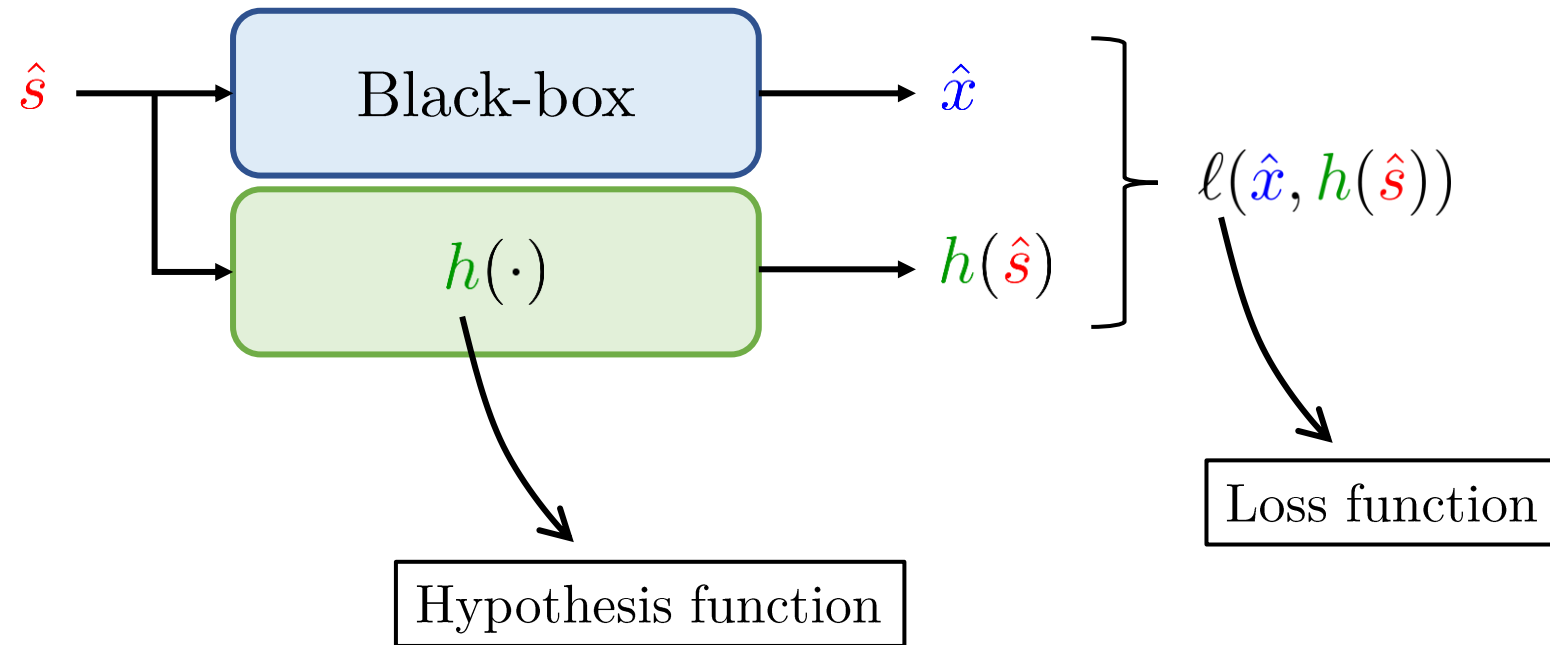 ŝ
Black-box
x̂
h(·)
h(ŝ)
ℓ(x̂, h(ŝ))
Loss function
Hypothesis function